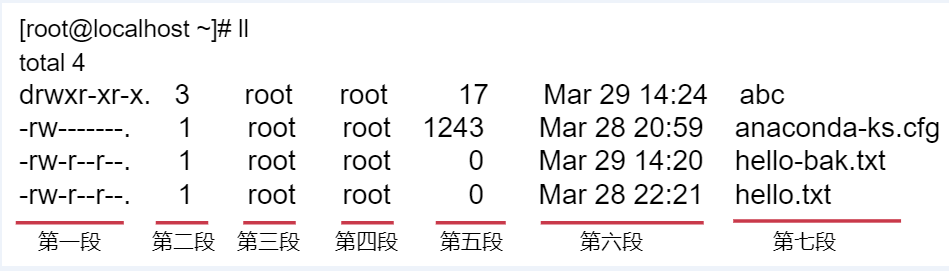 [root@localhost ~]# ll
total 4
drwxr-xr-x. 3 root root 17 Mar 29 14:24 abc
-rw-------. 1 root root 1243 Mar 28 20:59 anaconda-ks.cfg
-rw-r--r--. 1 root root 0 Mar 29 14:20 hello-bak.txt
-rw-r--r--. 1 root root 0 Mar 28 22:21 hello.txt
第一段 第二段 第三段 第四段 第五段 第六段 第七段